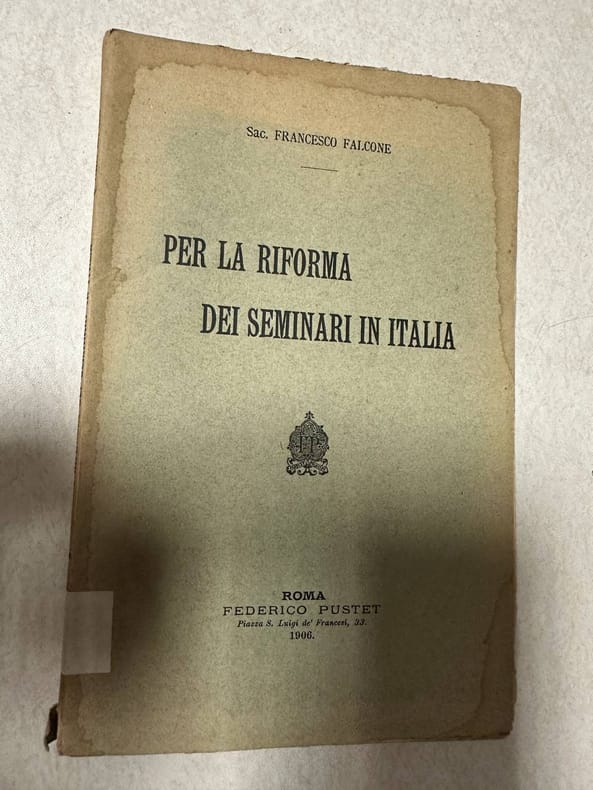 Sac. FRANCESCO FALCONE
PER LA RIFORMA
DEI SEMINARI IN ITALIA
FP
ROMA
FEDERICO PUSTET
Piazza S. Luigi de' Francesi, 33.
1906.